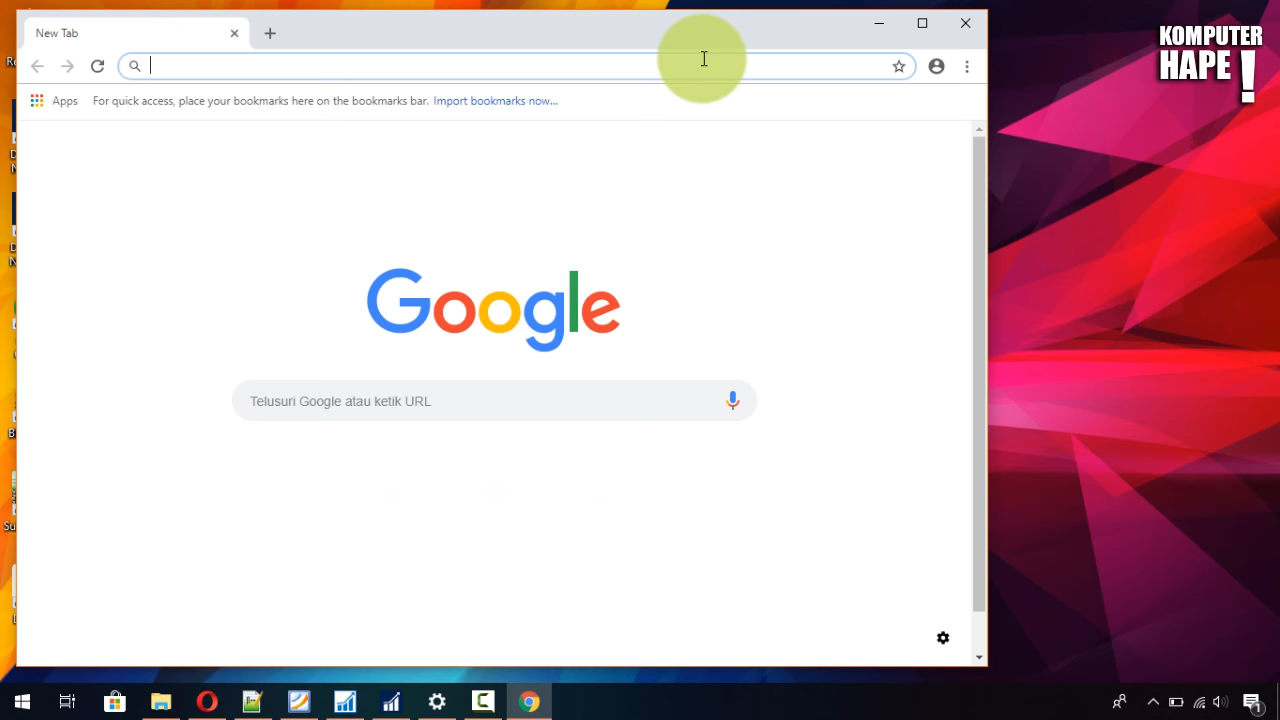 New Tab
KOMPUTER
HAPE!
Apps For quick access, place your bookmarks here on the bookmarks bar. Import bookmarks now...
Google
Telusuri Google atau ketik URL
1